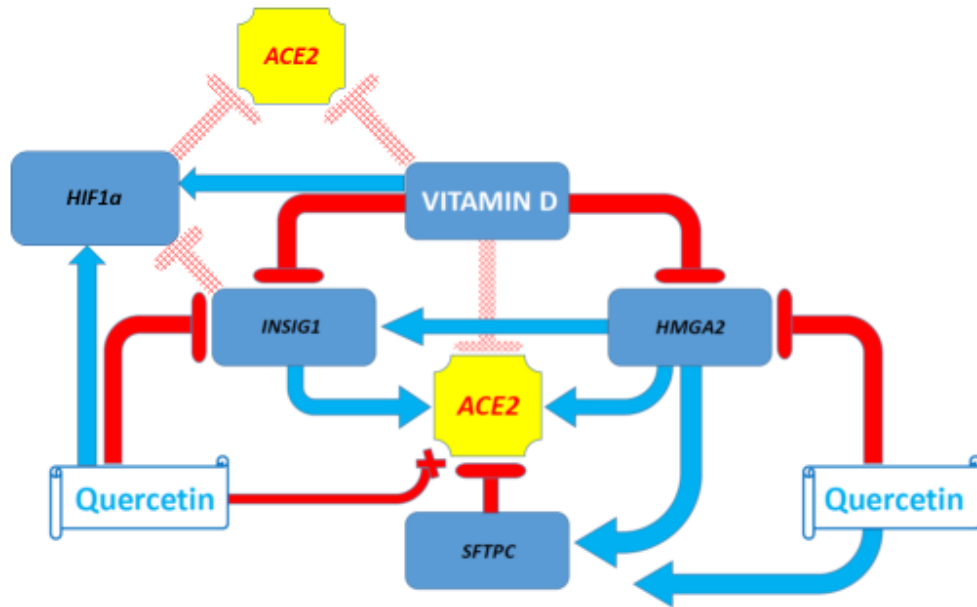 ACE2
HIF1a
VITAMIN D
INSIG1
HMGA2
ACE2
Quercetin
Quercetin
SFTPC